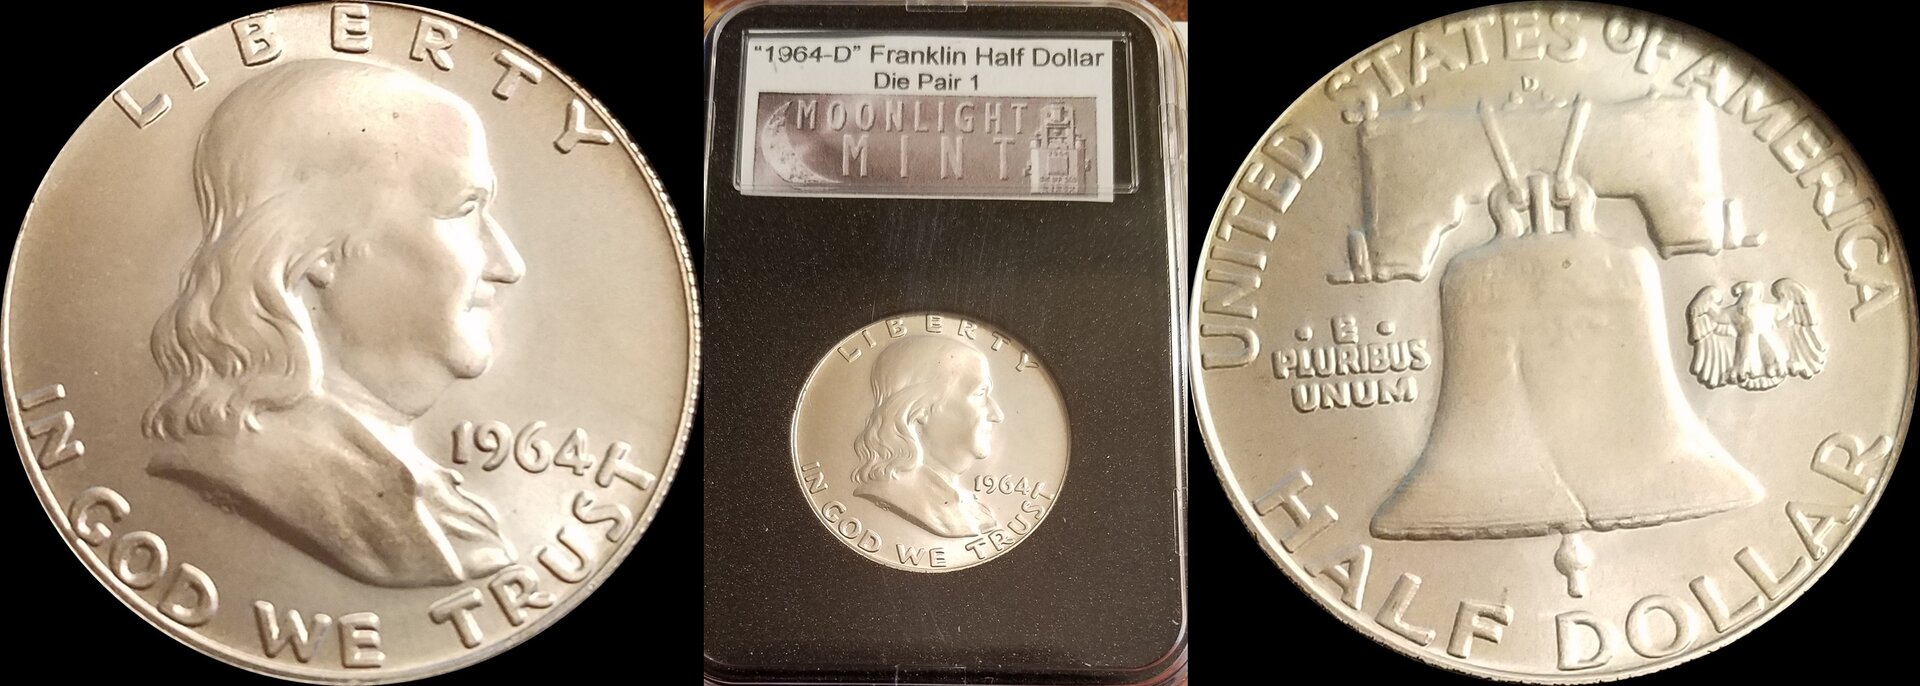 LIBERTY
IN GOD WE TRUST
1964
"1964-D" Franklin Half Dollar
Die Pair 1
MOONLIGHT
MINT
LIBERTY
IN GOD WE TRUST
1964
UNITED STATES OF AMERICA
D
· E ·
PLURIBUS
UNUM
HALF DOLLAR